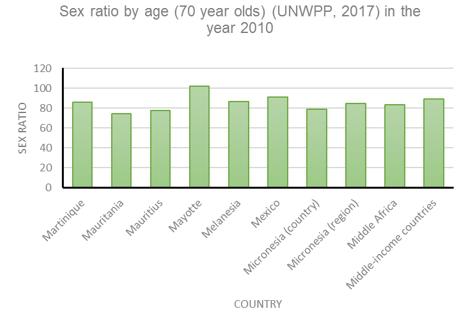 Sex ratio by age (70 year olds) (UNWPP, 2017) in the
year 2010
120
100
80
60
40
20
0
SEX RATIO
Martinique
Mauritania
Mauritius
Mayotte
Melanesia
Mexico
Micronesia (country)
Micronesia (region)
Middle Africa
Middle-income countries
COUNTRY